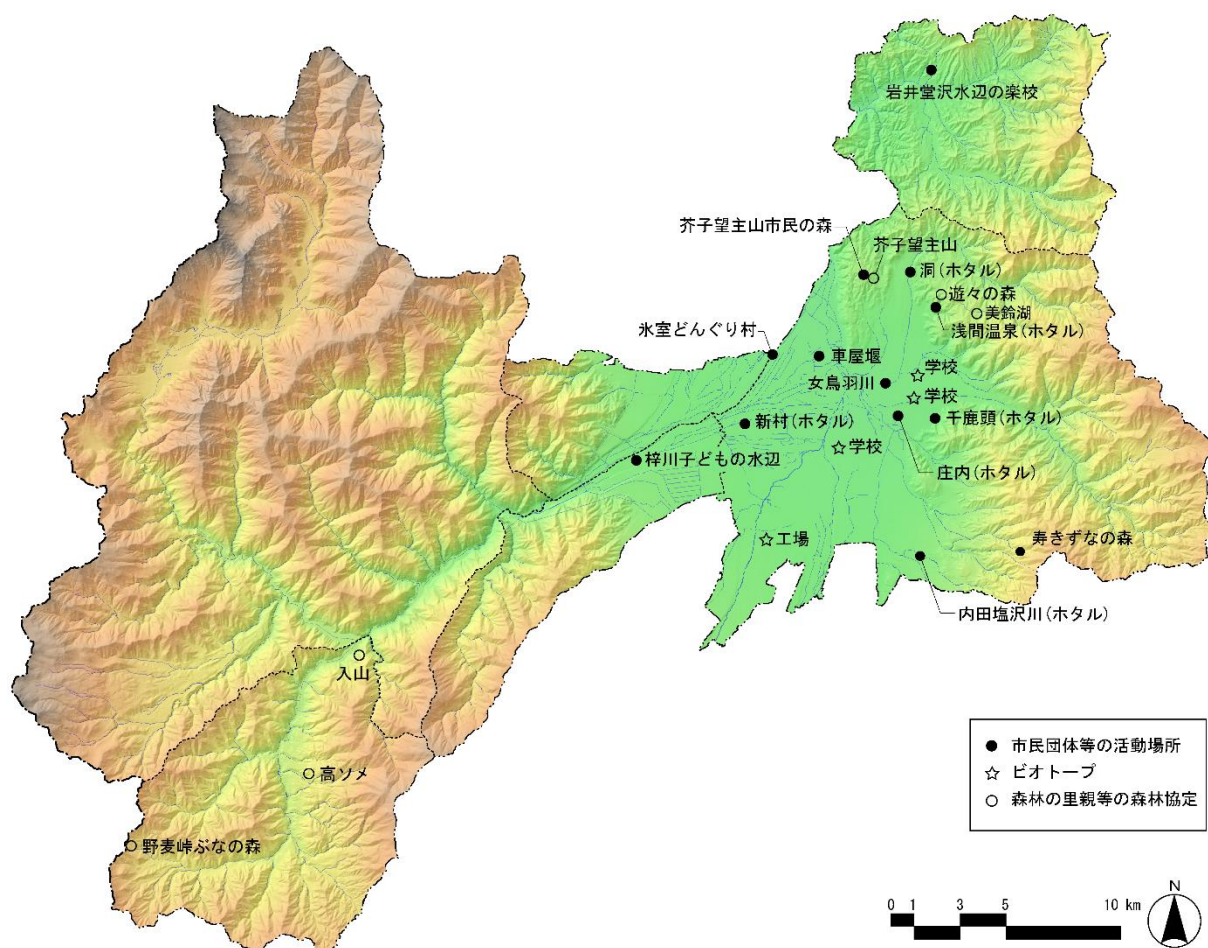 岩井堂沢水辺の楽校
芥子望主山市民の森
芥子望主山
洞(ホタル)
遊々の森
美鈴湖
浅間温泉(ホタル)
氷室どんぐり村
車屋堰
学校
女鳥羽川
学校
新村(ホタル)
千鹿頭(ホタル)
学校
梓川子どもの水辺
庄内(ホタル)
工場
寿きずなの森
内田塩沢川(ホタル)
入山
高ソメ
野麦峠ぶなの森
市民団体等の活動場所
ビオトープ
森林の里親等の森林協定
N
0 1 3 5 10 km